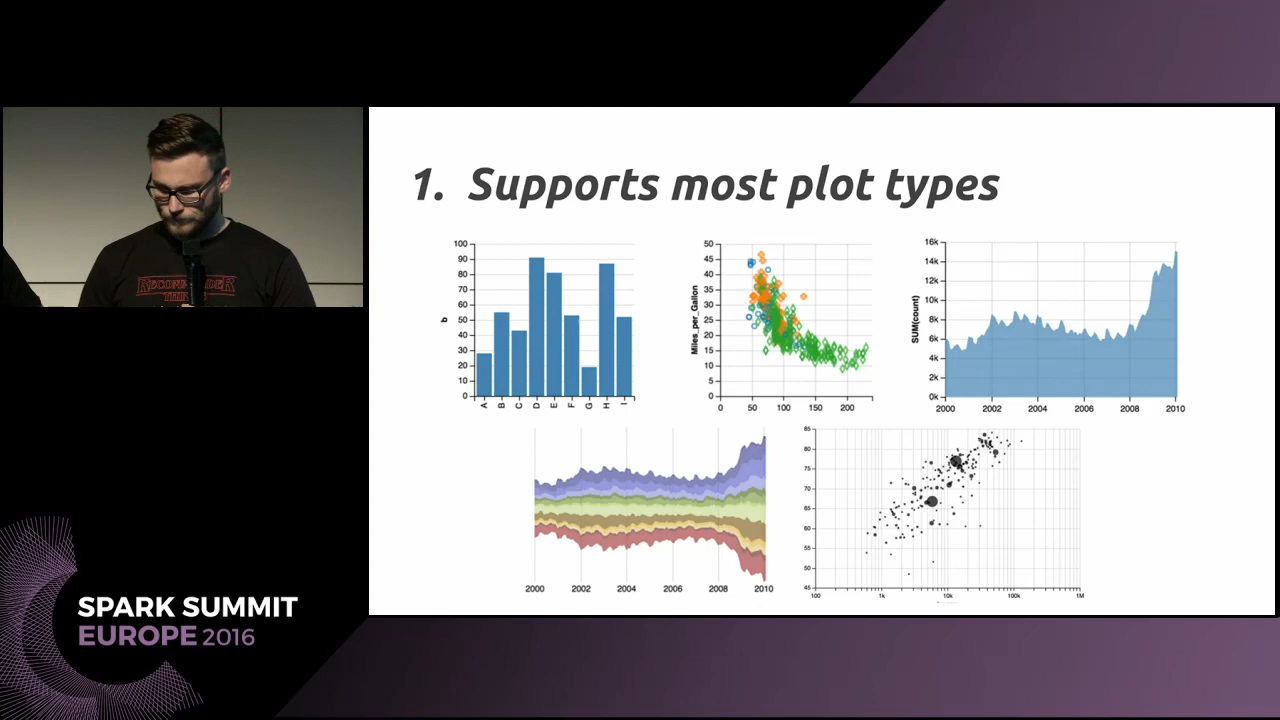 1. Supports most plot types
100
90
80
70
60
50
40
30
20
10
0
b
A B C D E F G H I
50
45
40
35
30
25
20
15
10
5
0
Miles_per_Gallon
0 50 100 150 200
16k
14k
12k
10k
8k
6k
4k
2k
0k
SUM(count)
2000 2002 2004 2006 2008 2010
2000 2002 2004 2006 2008 2010
85
80
75
70
65
60
55
50
45
100 1k 10k 100k 1M
SPARK SUMMIT
EUROPE 2016